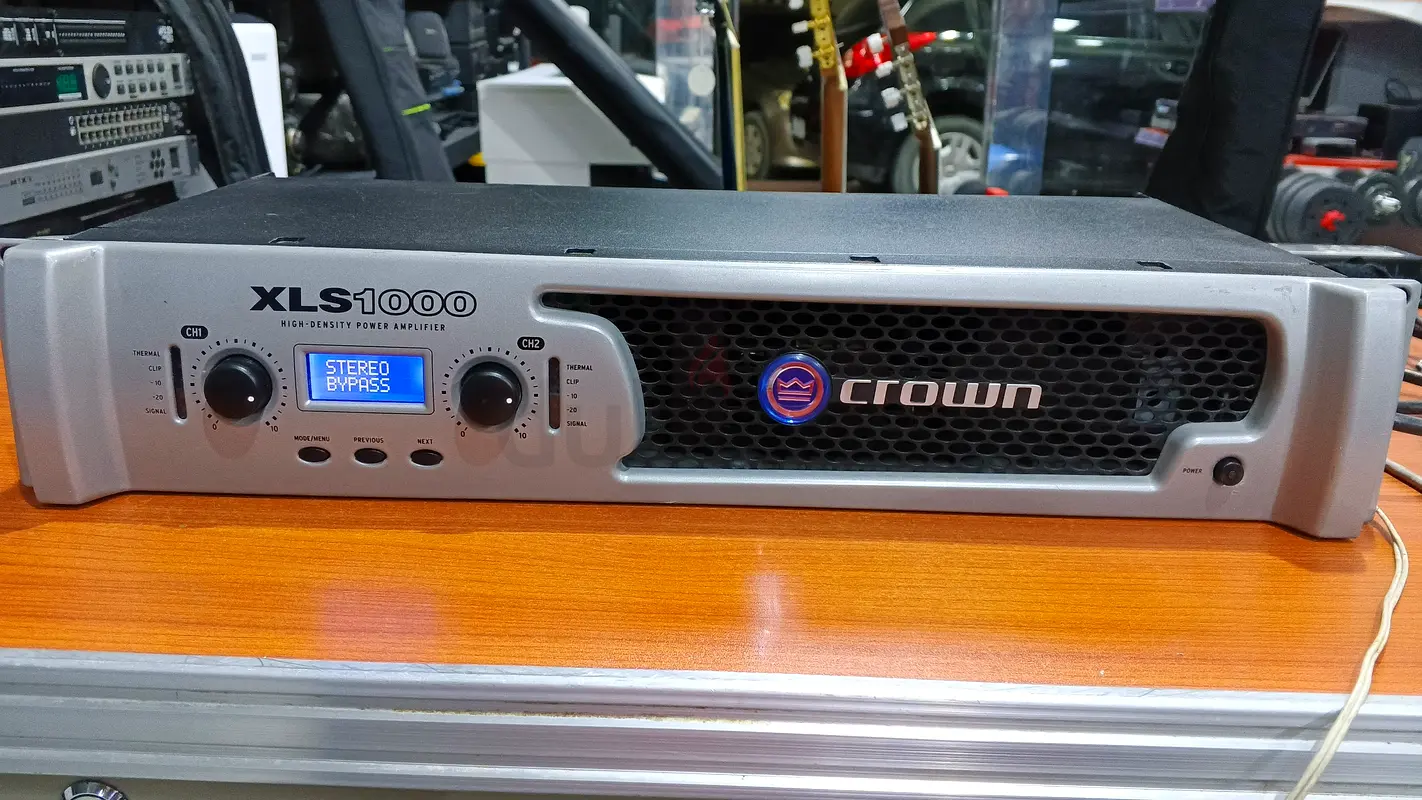 XLS1000
HIGH-DENSITY POWER AMPLIFIER
CH1
CH2
THERMAL
CLIP
-10
-20
SIGNAL
STEREO
BYPASS
THERMAL
CLIP
-10
-20
SIGNAL
0 10
0 10
MODE/MENU PREVIOUS NEXT
crown
POWER